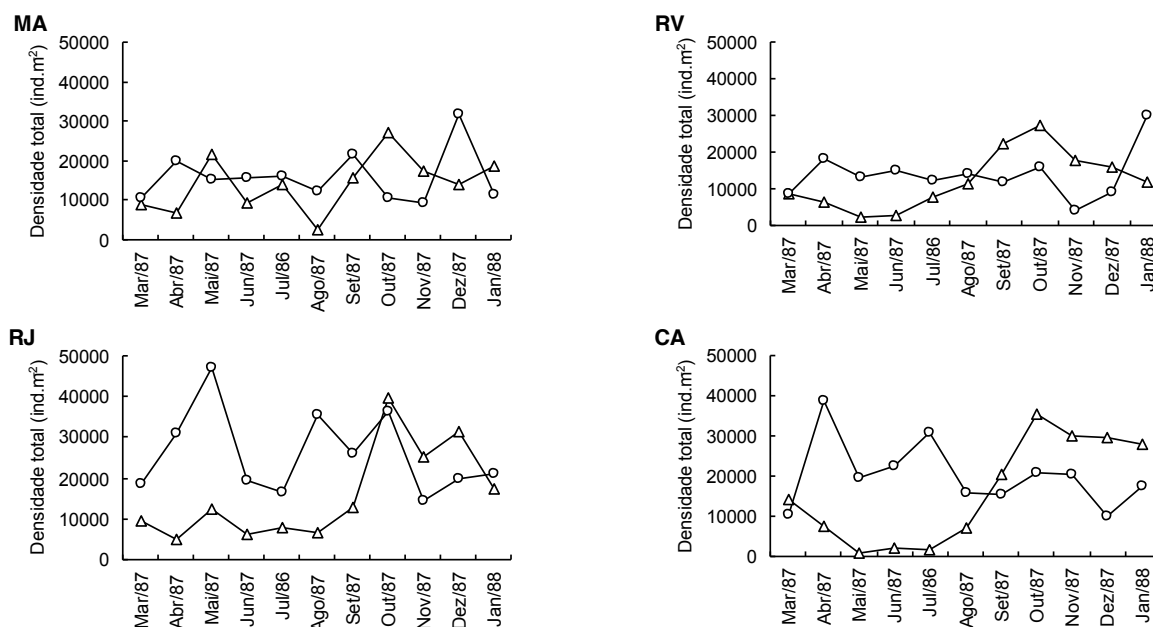 MA
Densidade total (ind.m²)
50000
40000
30000
20000
10000
0
Mar/87
Abr/87
Mai/87
Jun/87
Jul/86
Ago/87
Set/87
Out/87
Nov/87
Dez/87
Jan/88
RV
Densidade total (ind.m²)
50000
40000
30000
20000
10000
0
Mar/87
Abr/87
Mai/87
Jun/87
Jul/86
Ago/87
Set/87
Out/87
Nov/87
Dez/87
Jan/88
RJ
Densidade total (ind.m²)
50000
40000
30000
20000
10000
0
Mar/87
Abr/87
Mai/87
Jun/87
Jul/86
Ago/87
Set/87
Out/87
Nov/87
Dez/87
Jan/88
CA
Densidade total (ind.m²)
50000
40000
30000
20000
10000
0
Mar/87
Abr/87
Mai/87
Jun/87
Jul/86
Ago/87
Set/87
Out/87
Nov/87
Dez/87
Jan/88